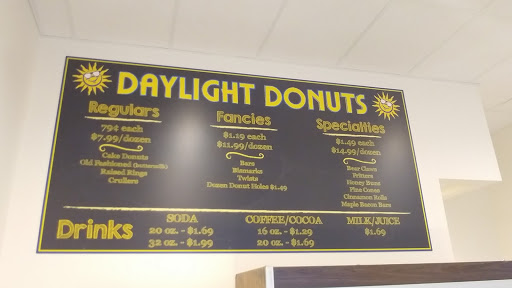 DAYLIGHT DONUTS
Regulars
79¢ each
$7.99/dozen
Cake Donuts
Old Fashioned (buttermilk)
Raised Rings
Crullers
Fancies
$1.19 each
$11.99/dozen
Bars
Bismarks
Twists
Dozen Donut Holes $1.49
Specialties
$1.49 each
$14.99/dozen
Bear Claws
Fritters
Honey Buns
Pine Cones
Cinnamon Rolls
Maple Bacon Bars
Drinks
SODA
20 oz. - $1.69
32 oz. - $1.99
COFFEE/COCOA
16 oz. - $1.29
20 oz. - $1.69
MILK/JUICE
$1.69